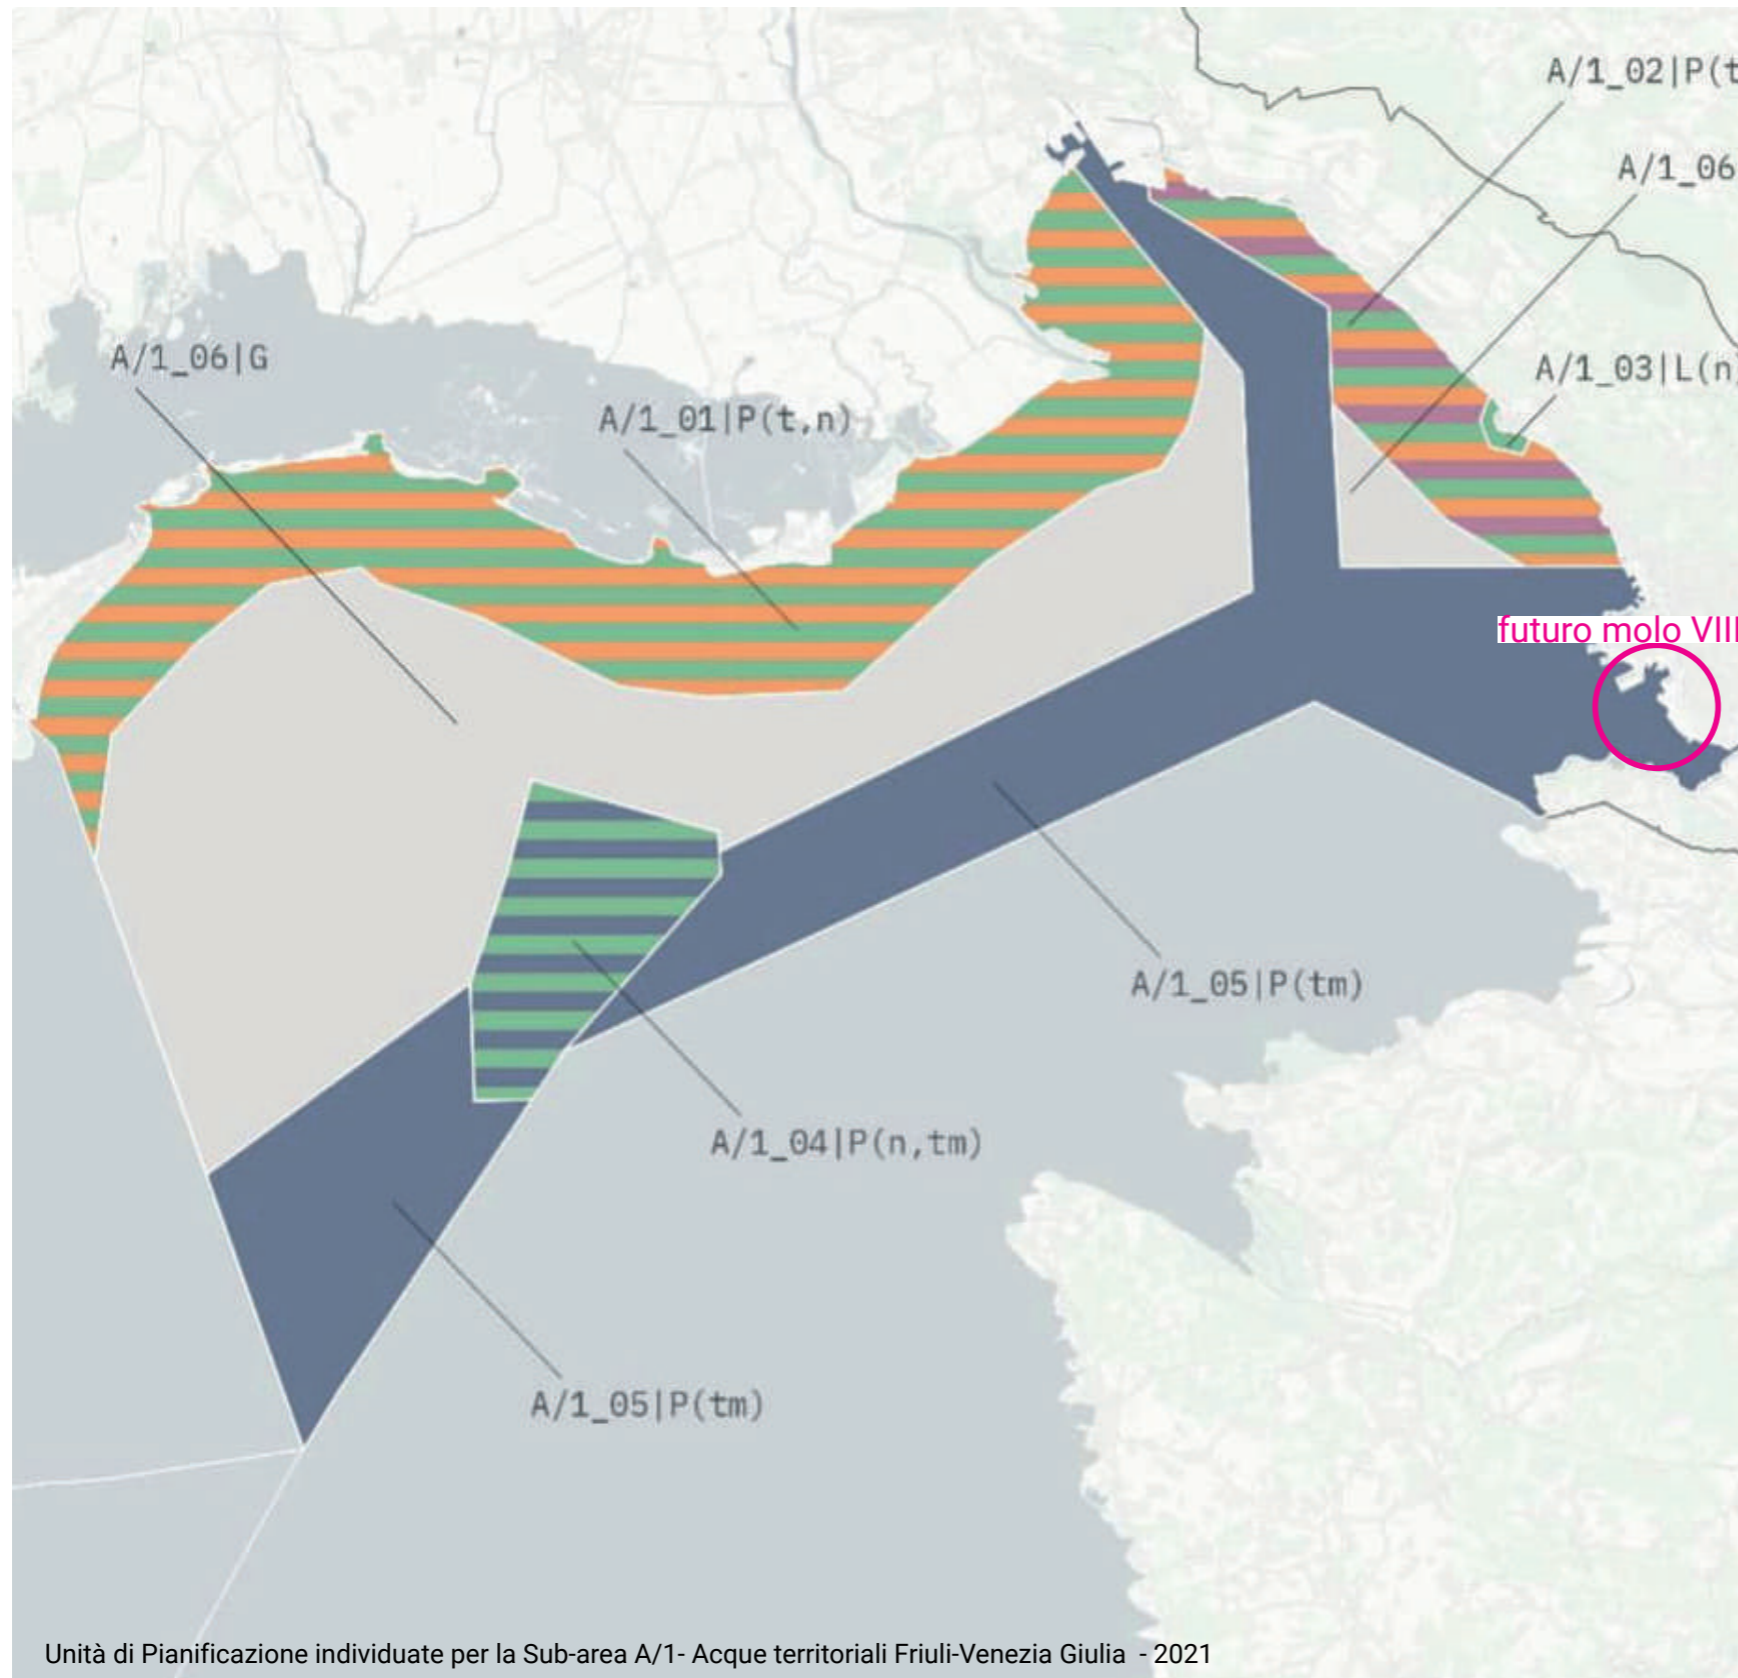 A/1_02|P(t
A/1_06
A/1_06|G
A/1_03|L(n)
A/1_01|P(t,n)
futuro molo VIII
A/1_05|P(tm)
A/1_04|P(n,tm)
A/1_05|P(tm)
Unità di Pianificazione individuate per la Sub-area A/1- Acque territoriali Friuli-Venezia Giulia - 2021